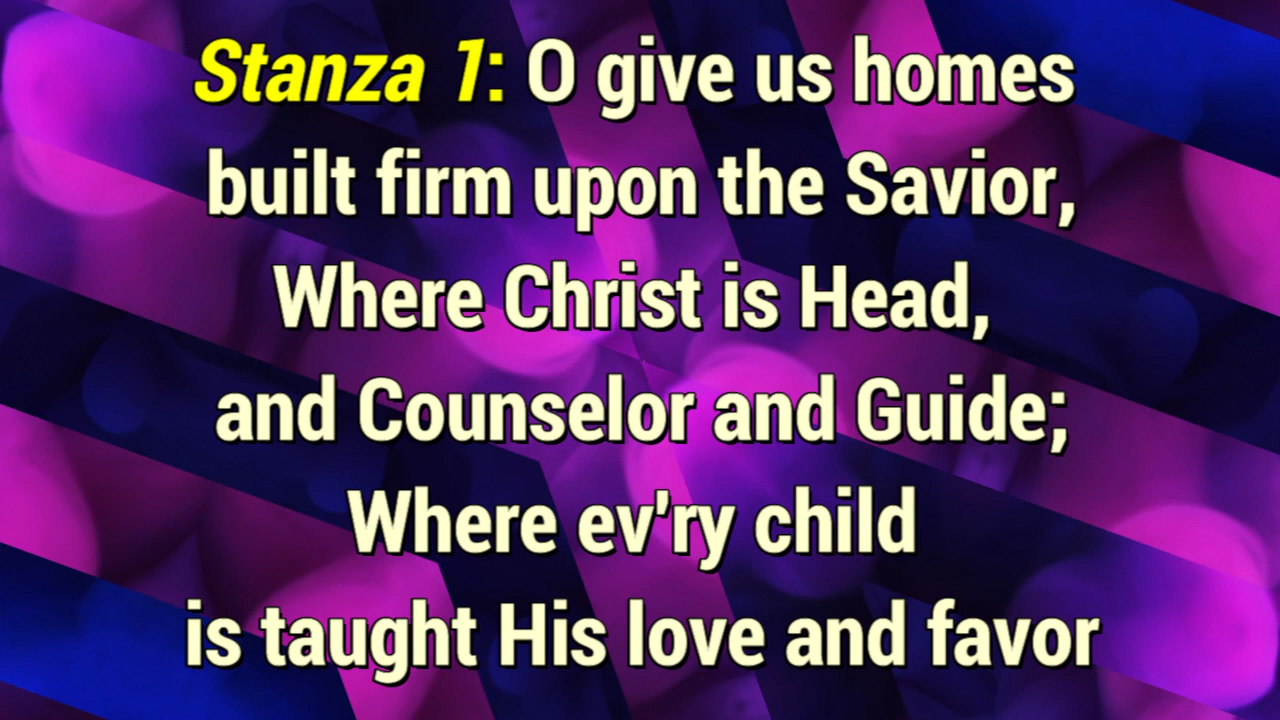 Stanza 1: O give us homes
built firm upon the Savior,
Where Christ is Head,
and Counselor and Guide;
Where ev'ry child
is taught His love and favor